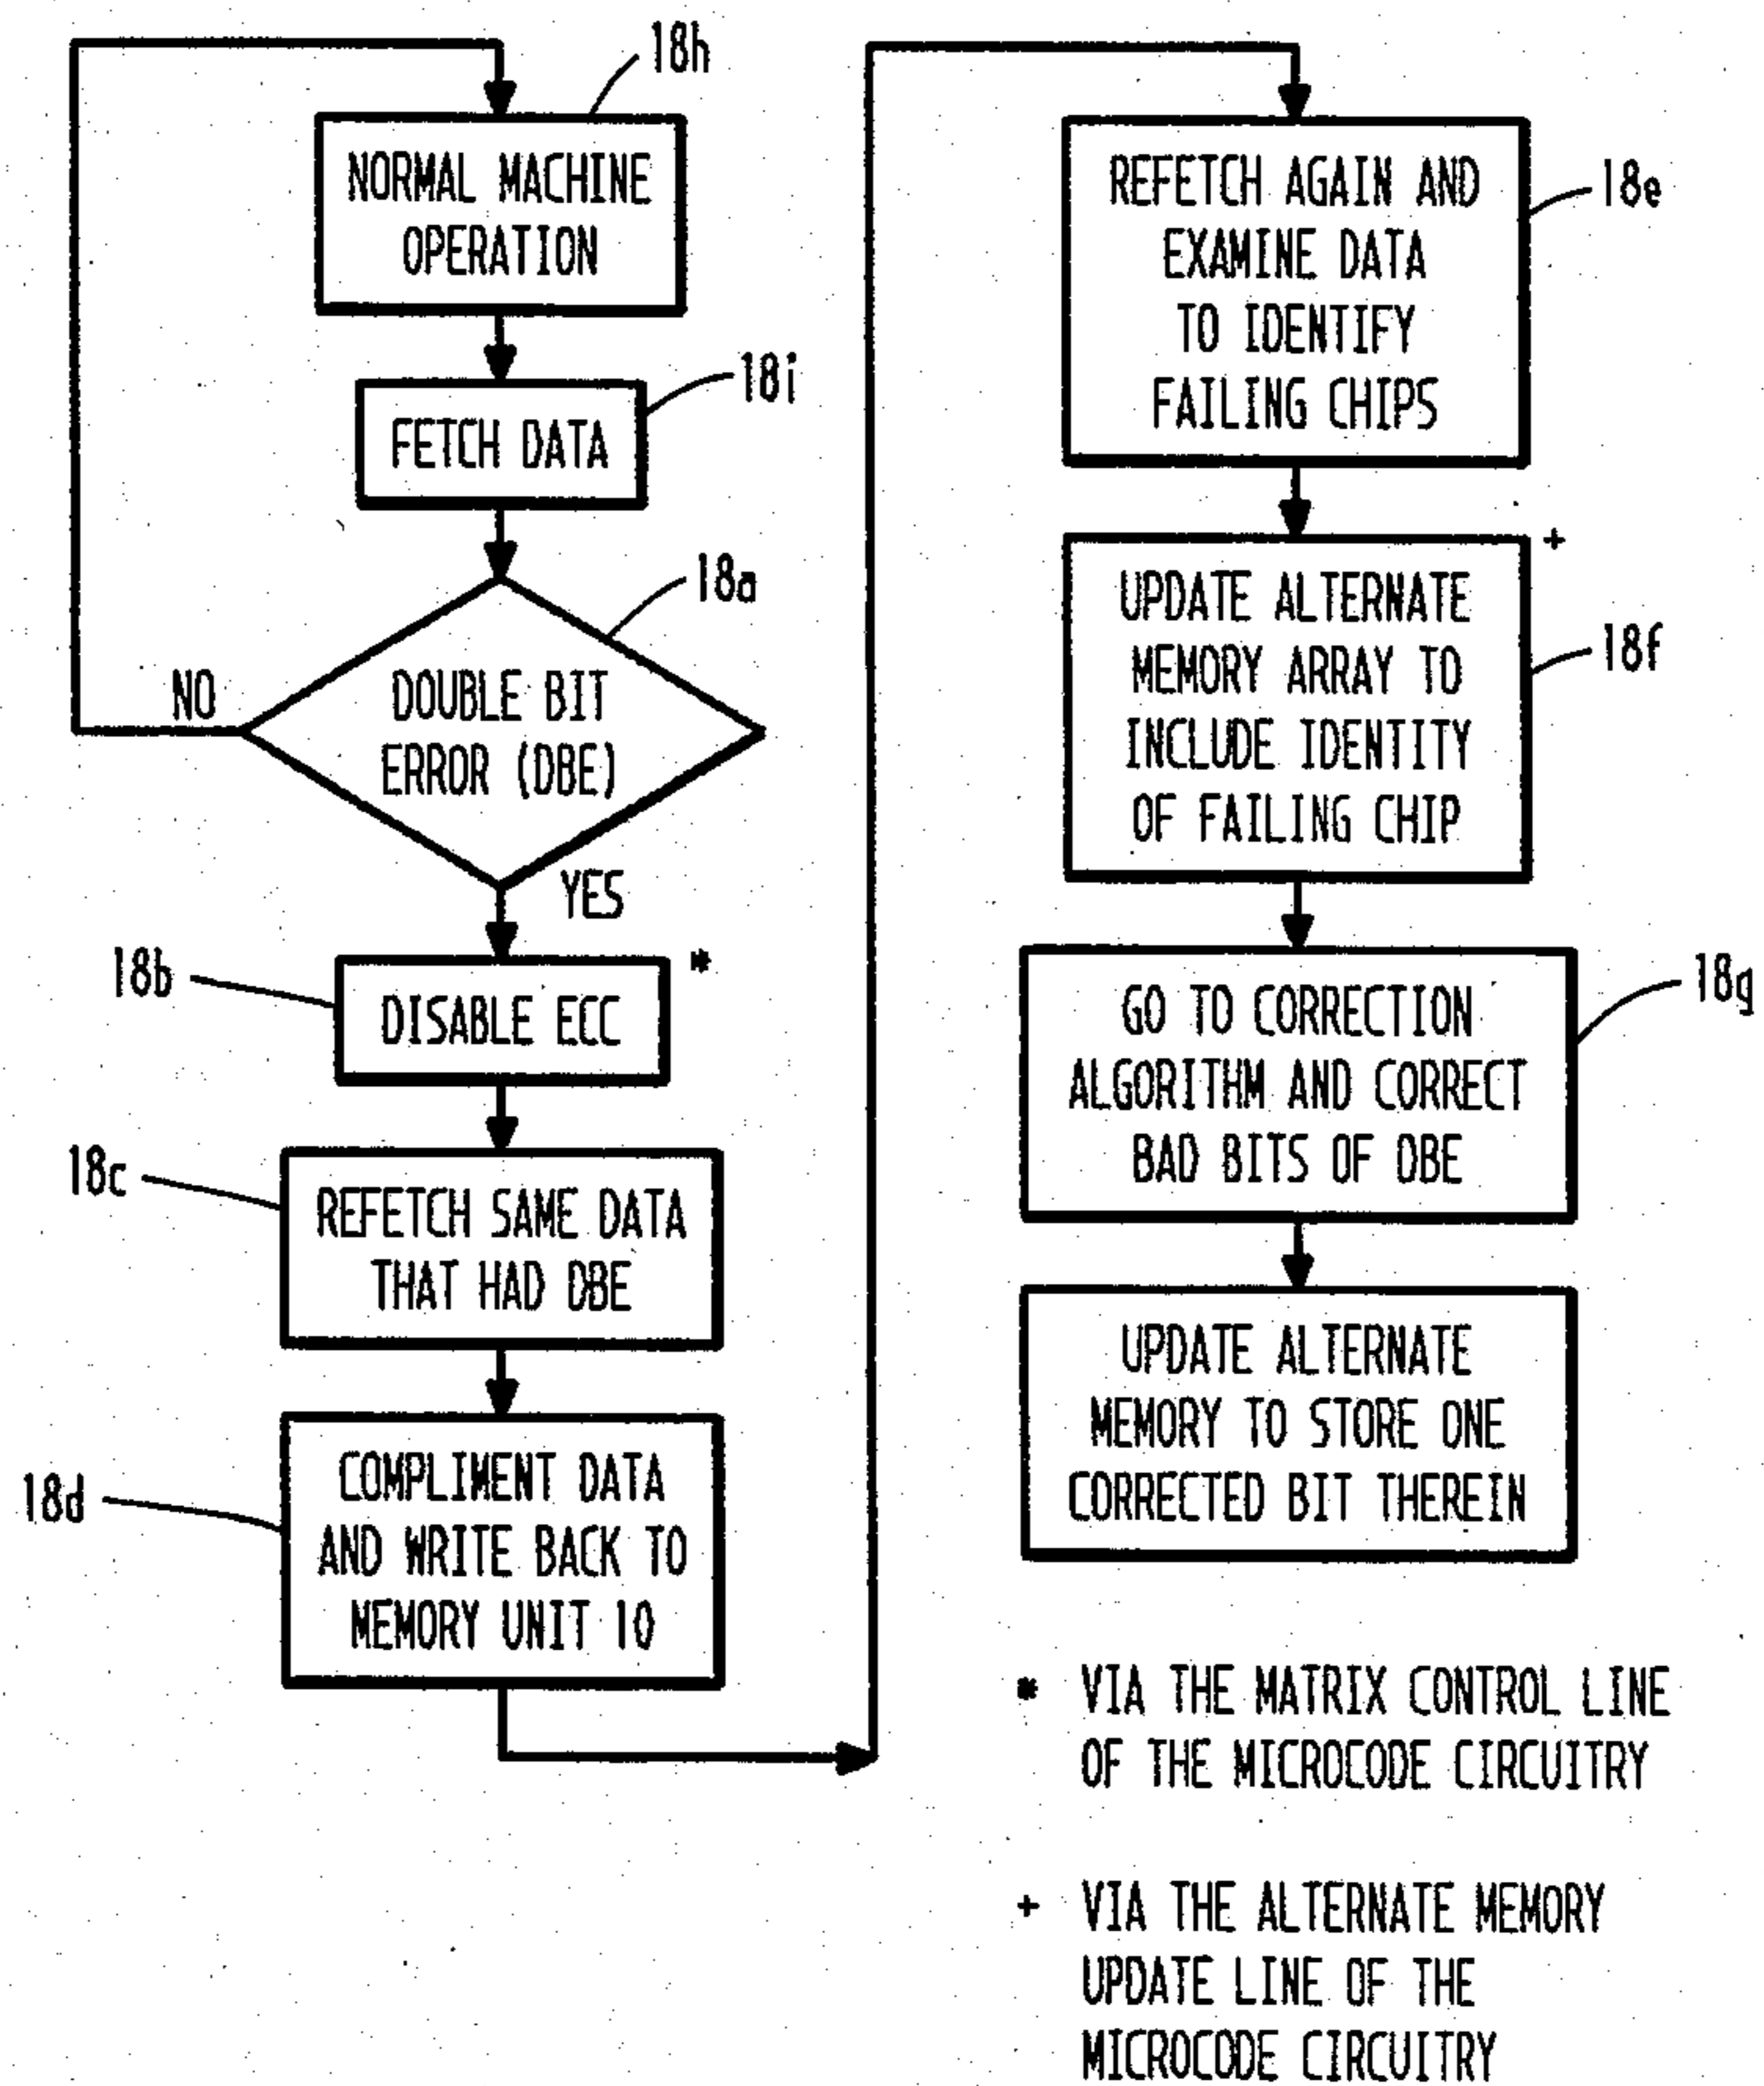 18h
NORMAL MACHINE
OPERATION
18i
FETCH DATA
18a
DOUBLE BIT
ERROR (DBE)
NO
YES
18b
*
DISABLE ECC
18c
REFETCH SAME DATA
THAT HAD DBE
18d
COMPLIMENT DATA
AND WRITE BACK TO
MEMORY UNIT 10
18e
REFETCH AGAIN AND
EXAMINE DATA
TO IDENTIFY
FAILING CHIPS
+
18f
UPDATE ALTERNATE
MEMORY ARRAY TO
INCLUDE IDENTITY
OF FAILING CHIP
18g
GO TO CORRECTION
ALGORITHM AND CORRECT
BAD BITS OF DBE
UPDATE ALTERNATE
MEMORY TO STORE ONE
CORRECTED BIT THEREIN
* VIA THE MATRIX CONTROL LINE
OF THE MICROCODE CIRCUITRY
+ VIA THE ALTERNATE MEMORY
UPDATE LINE OF THE
MICROCODE CIRCUITRY